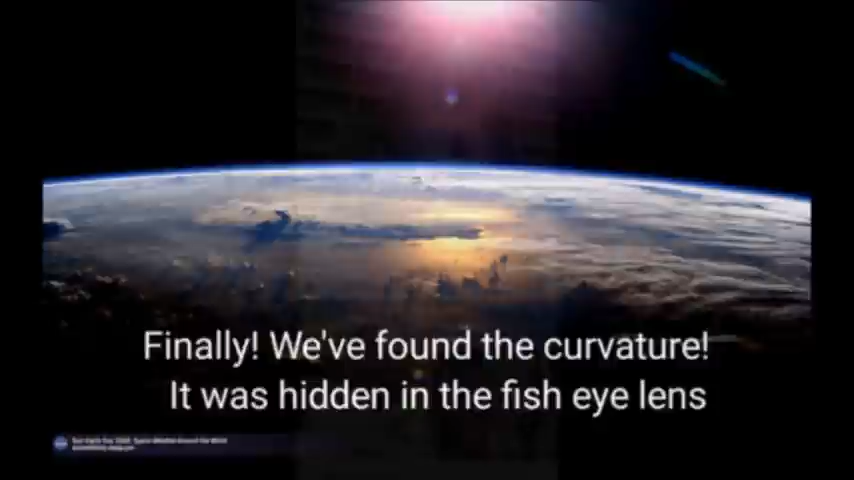 Finally! We've found the curvature!
It was hidden in the fish eye lens